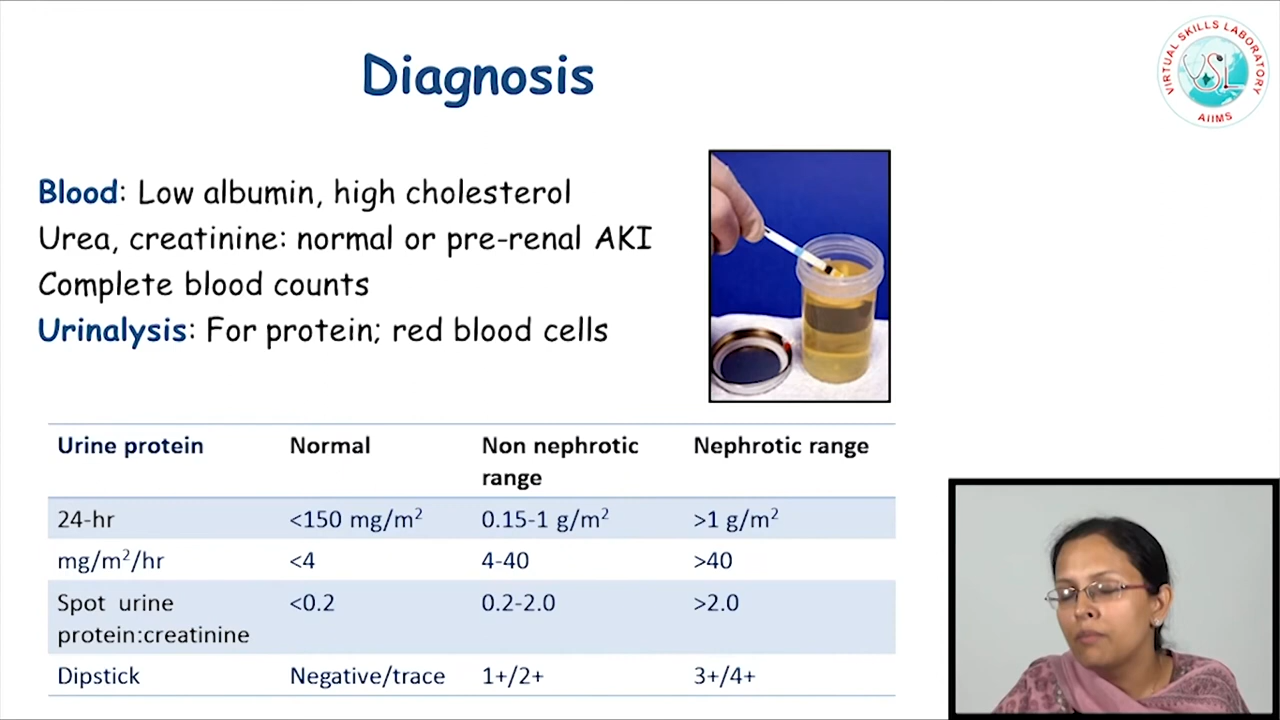 Diagnosis
VIRTUAL SKILLS LABORATORY
VSL
AIIMS
Blood: Low albumin, high cholesterol
Urea, creatinine: normal or pre-renal AKI
Complete blood counts
Urinalysis: For protein; red blood cells
Urine protein Normal Non nephrotic range Nephrotic range
24-hr <150 mg/m² 0.15-1 g/m² >1 g/m²
mg/m²/hr <4 4-40 >40
Spot urine protein:creatinine <0.2 0.2-2.0 >2.0
Dipstick Negative/trace 1+/2+ 3+/4+